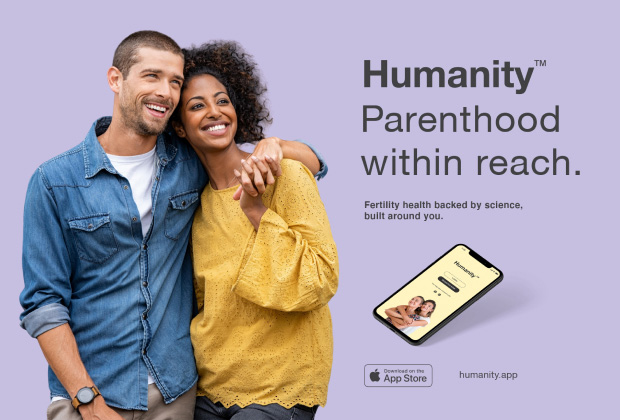 Humanity™
Parenthood
within reach.
Fertility health backed by science,
built around you.
Humanity™
Download on the
App Store
humanity.app